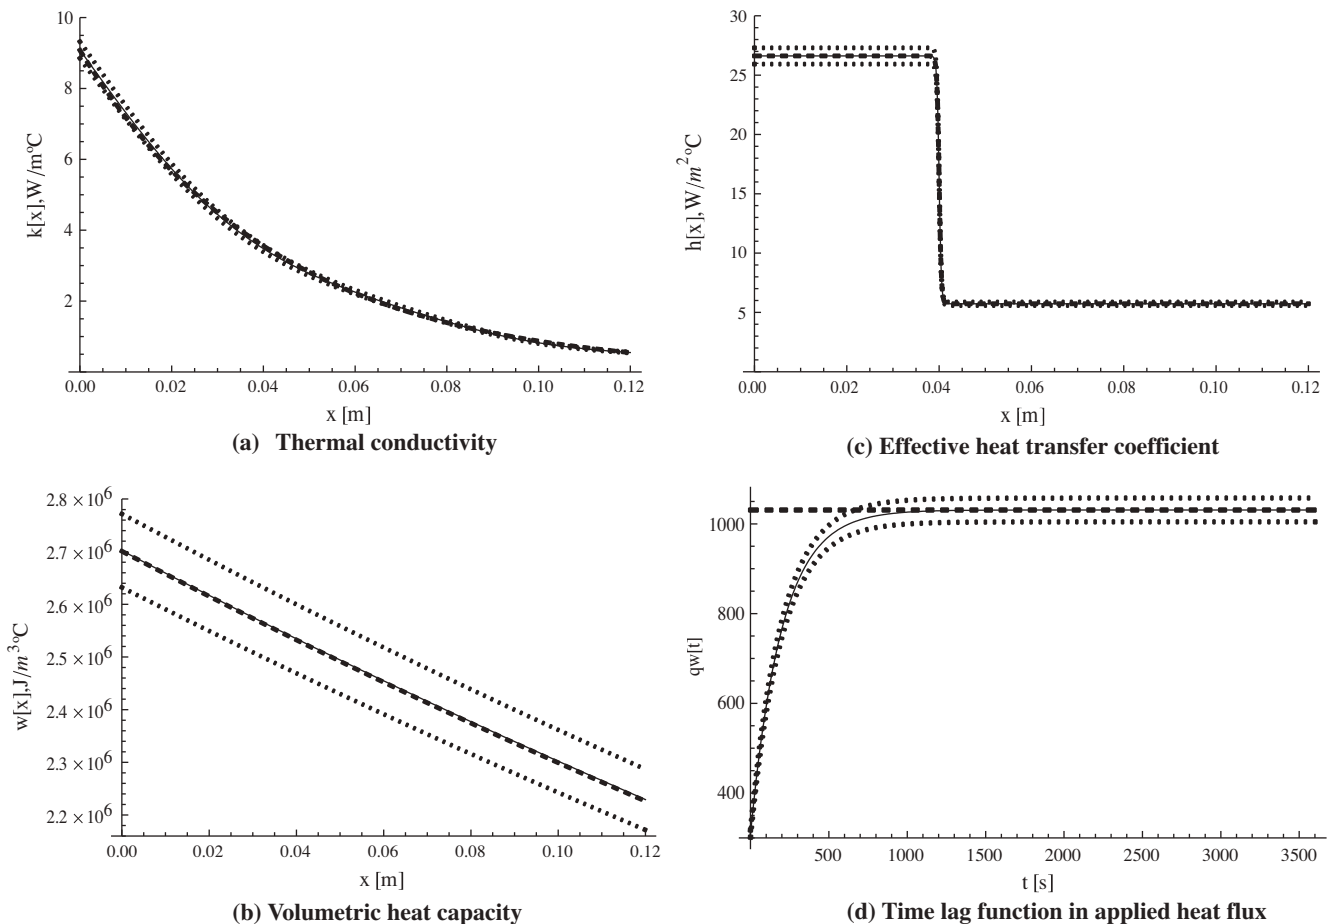 10
8
6
4
2
k[x],W/m°C
0.00 0.02 0.04 0.06 0.08 0.10 0.12
x [m]
(a) Thermal conductivity
30
25
20
15
10
5
h[x],W/m²°C
0.00 0.02 0.04 0.06 0.08 0.10 0.12
x [m]
(c) Effective heat transfer coefficient
2.8 × 10⁶
2.7 × 10⁶
2.6 × 10⁶
2.5 × 10⁶
2.4 × 10⁶
2.3 × 10⁶
2.2 × 10⁶
w[x],J/m³°C
0.00 0.02 0.04 0.06 0.08 0.10 0.12
x [m]
(b) Volumetric heat capacity
1000
800
600
400
qw[t]
500 1000 1500 2000 2500 3000 3500
t [s]
(d) Time lag function in applied heat flux